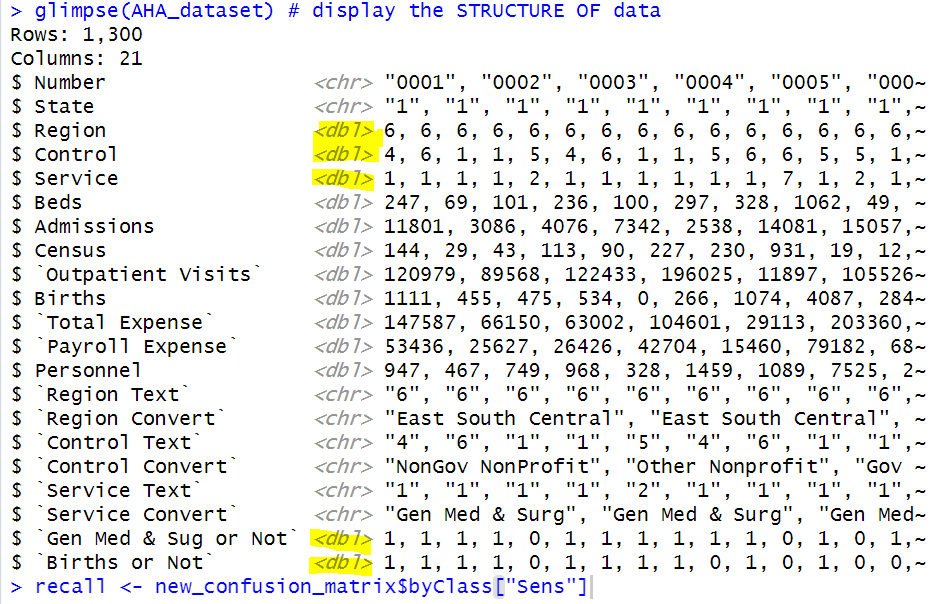 > glimpse(AHA_dataset) # display the STRUCTURE OF data
Rows: 1,300
Columns: 21
$ Number                 <chr> "0001", "0002", "0003", "0004", "0005", "000~
$ State                  <chr> "1", "1", "1", "1", "1", "1", "1", "1", "1",~
$ Region                 <dbl> 6, 6, 6, 6, 6, 6, 6, 6, 6, 6, 6, 6, 6, 6, 6,~
$ Control                <dbl> 4, 6, 1, 1, 5, 4, 6, 1, 1, 5, 6, 6, 5, 5, 1,~
$ Service                <dbl> 1, 1, 1, 1, 2, 1, 1, 1, 1, 1, 1, 7, 1, 2, 1,~
$ Beds                   <dbl> 247, 69, 101, 236, 100, 297, 328, 1062, 49, ~
$ Admissions             <dbl> 11801, 3086, 4076, 7342, 2538, 14081, 15057,~
$ Census                 <dbl> 144, 29, 43, 113, 90, 227, 230, 931, 19, 12,~
$ `Outpatient Visits`    <dbl> 120979, 89568, 122433, 196025, 11897, 105526~
$ Births                 <dbl> 1111, 455, 475, 534, 0, 266, 1074, 4087, 284~
$ `Total Expense`        <dbl> 147587, 66150, 63002, 104601, 29113, 203360,~
$ `Payroll Expense`      <dbl> 53436, 25627, 26426, 42704, 15460, 79182, 68~
$ Personnel              <dbl> 947, 467, 749, 968, 328, 1459, 1089, 7525, 2~
$ `Region Text`          <chr> "6", "6", "6", "6", "6", "6", "6", "6", "6",~
$ `Region Convert`       <chr> "East South Central", "East South Central", ~
$ `Control Text`         <chr> "4", "6", "1", "1", "5", "4", "6", "1", "1",~
$ `Control Convert`      <chr> "NonGov NonProfit", "Other Nonprofit", "Gov ~
$ `Service Text`         <chr> "1", "1", "1", "1", "2", "1", "1", "1", "1",~
$ `Service Convert`      <chr> "Gen Med & Surg", "Gen Med & Surg", "Gen Med~
$ `Gen Med & Sug or Not` <dbl> 1, 1, 1, 1, 0, 1, 1, 1, 1, 1, 1, 0, 1, 0, 1,~
$ `Births or Not`        <dbl> 1, 1, 1, 1, 0, 1, 1, 1, 1, 0, 1, 0, 1, 0, 0,~
> recall <- new_confusion_matrix$byClass["Sens"]